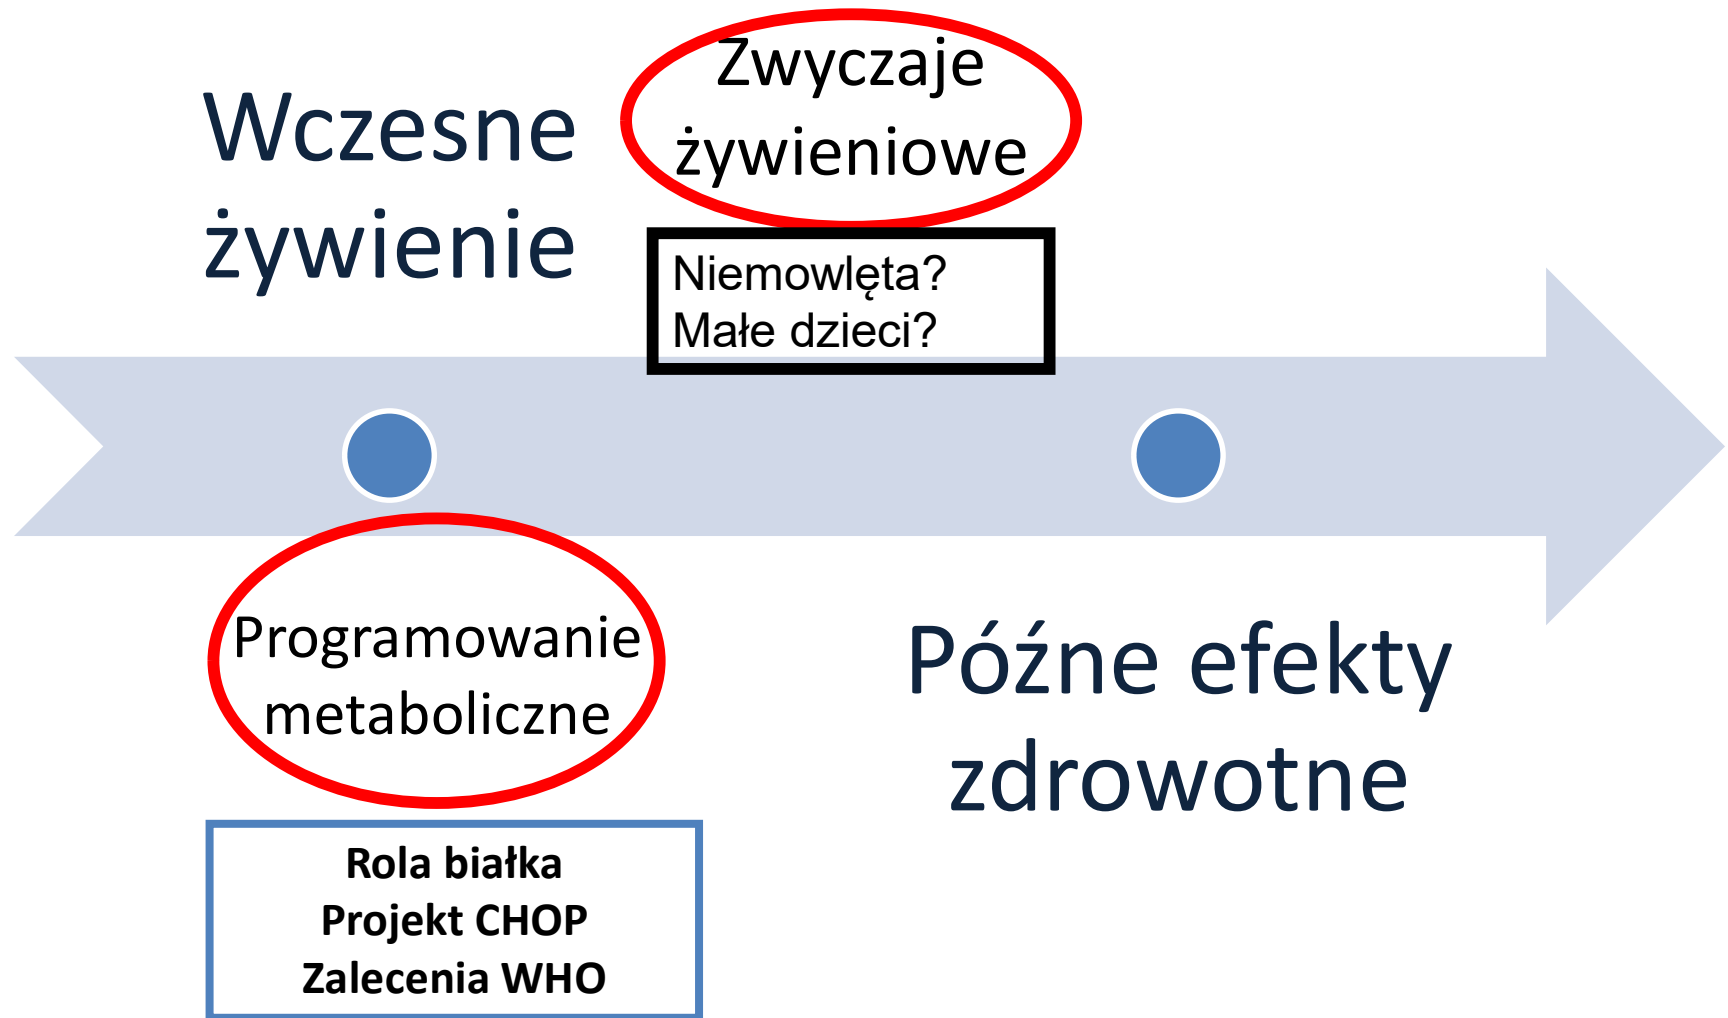 Wczesne
żywienie
Zwyczaje
żywieniowe
Niemowlęta?
Małe dzieci?
Programowanie
metaboliczne
Rola białka
Projekt CHOP
Zalecenia WHO
Późne efekty
zdrowotne